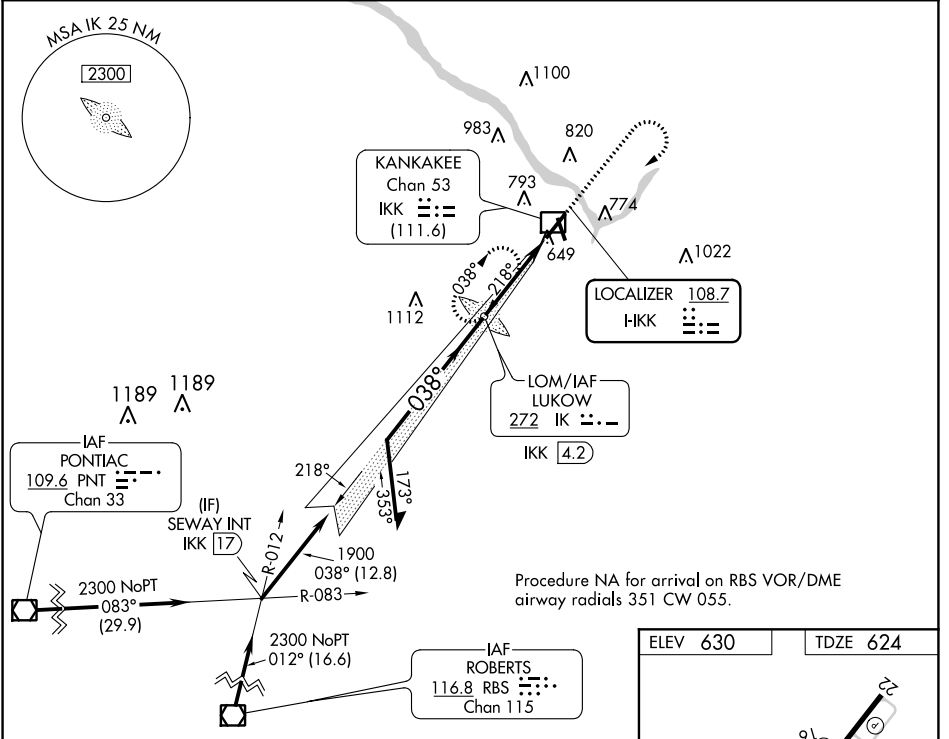 MSA IK 25 NM
2300
1100
983
820
793
774
649
1022
1112
KANKAKEE
Chan 53
IKK
(111.6)
LOCALIZER 108.7
I-IKK
038°
218°
LOM/IAF
LUKOW
272 IK
IKK 4.2
038°
1189
1189
IAF
PONTIAC
109.6 PNT
Chan 33
218°
173°
353°
(IF)
SEWAY INT
IKK 17
R-012
1900
038° (12.8)
R-083
2300 NoPT
083°
(29.9)
2300 NoPT
012° (16.6)
Procedure NA for arrival on RBS VOR/DME
airway radials 351 CW 055.
IAF
ROBERTS
116.8 RBS
Chan 115
ELEV 630
TDZE 624
22
P